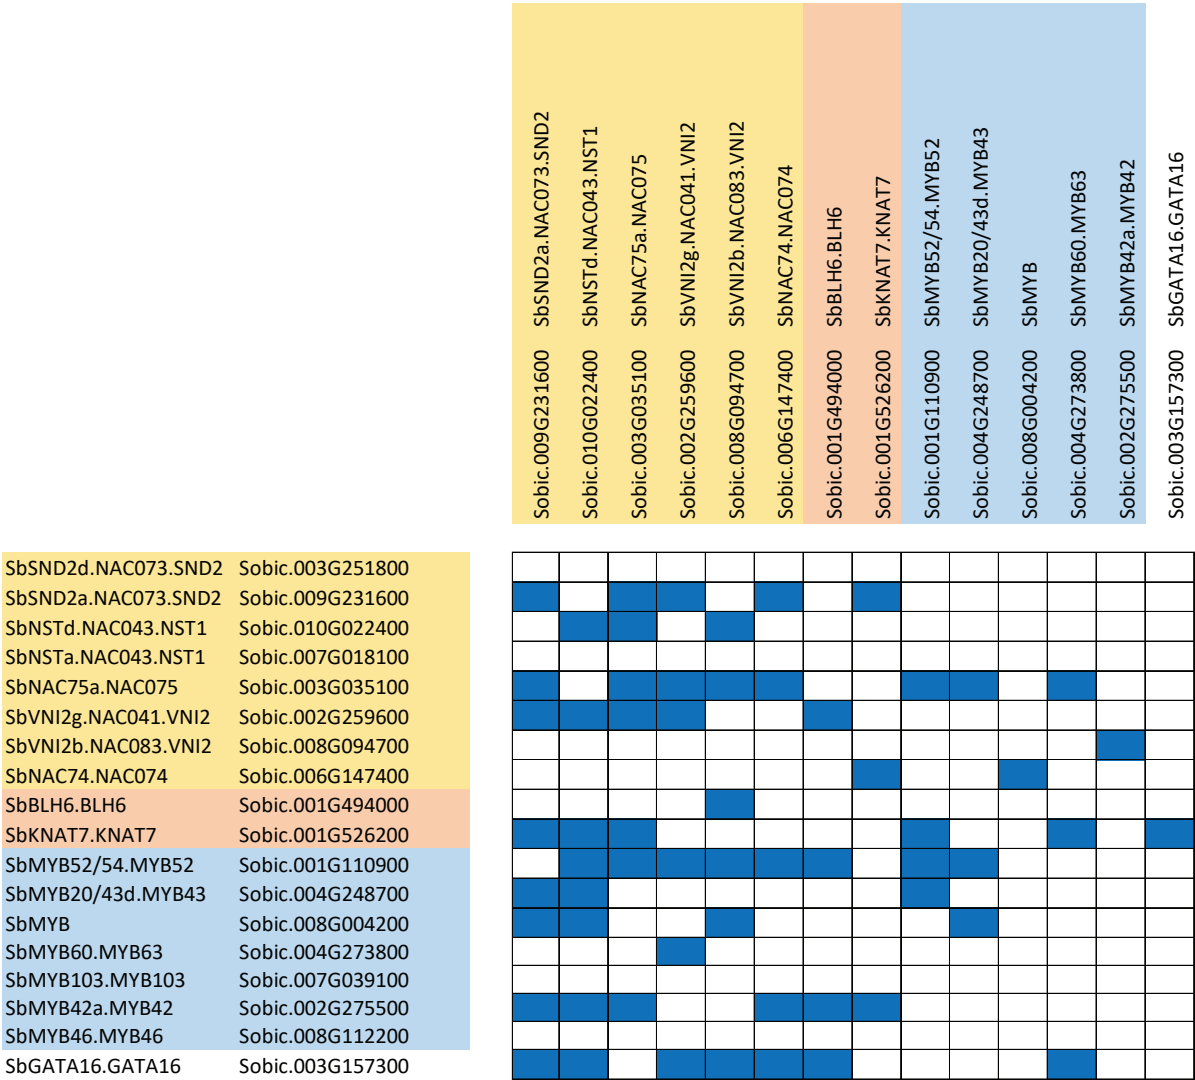 Sobic.009G231600 SbSND2a.NAC073.SND2
Sobic.010G022400 SbNSTd.NAC043.NST1
Sobic.003G035100 SbNAC75a.NAC075
Sobic.002G259600 SbVNI2g.NAC041.VNI2
Sobic.008G094700 SbVNI2b.NAC083.VNI2
Sobic.006G147400 SbNAC74.NAC074
Sobic.001G494000 SbBLH6.BLH6
Sobic.001G526200 SbKNAT7.KNAT7
Sobic.001G110900 SbMYB52/54.MYB52
Sobic.004G248700 SbMYB20/43d.MYB43
Sobic.008G004200 SbMYB
Sobic.004G273800 SbMYB60.MYB63
Sobic.002G275500 SbMYB42a.MYB42
Sobic.003G157300 SbGATA16.GATA16
SbSND2d.NAC073.SND2 Sobic.003G251800
SbSND2a.NAC073.SND2 Sobic.009G231600
SbNSTd.NAC043.NST1 Sobic.010G022400
SbNSTa.NAC043.NST1 Sobic.007G018100
SbNAC75a.NAC075 Sobic.003G035100
SbVNI2g.NAC041.VNI2 Sobic.002G259600
SbVNI2b.NAC083.VNI2 Sobic.008G094700
SbNAC74.NAC074 Sobic.006G147400
SbBLH6.BLH6 Sobic.001G494000
SbKNAT7.KNAT7 Sobic.001G526200
SbMYB52/54.MYB52 Sobic.001G110900
SbMYB20/43d.MYB43 Sobic.004G248700
SbMYB Sobic.008G004200
SbMYB60.MYB63 Sobic.004G273800
SbMYB103.MYB103 Sobic.007G039100
SbMYB42a.MYB42 Sobic.002G275500
SbMYB46.MYB46 Sobic.008G112200
SbGATA16.GATA16 Sobic.003G157300